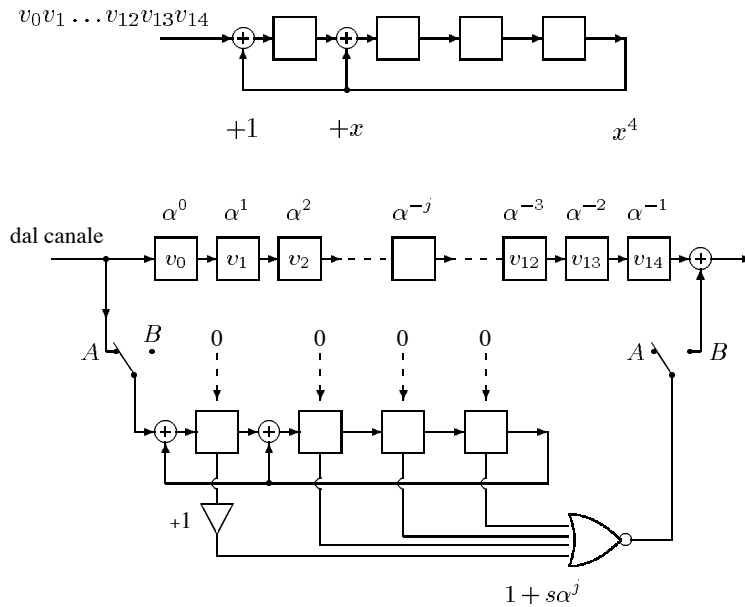 v₀v₁ … v₁₂v₁₃v₁₄
+ +
+1 +x x⁴
α⁰ α¹ α² α⁻ʲ α⁻³ α⁻² α⁻¹
dal canale
v₀ v₁ v₂ v₁₂ v₁₃ v₁₄ +
A B 0 0 0 0 A B
+ +
+1
1 + sαʲ